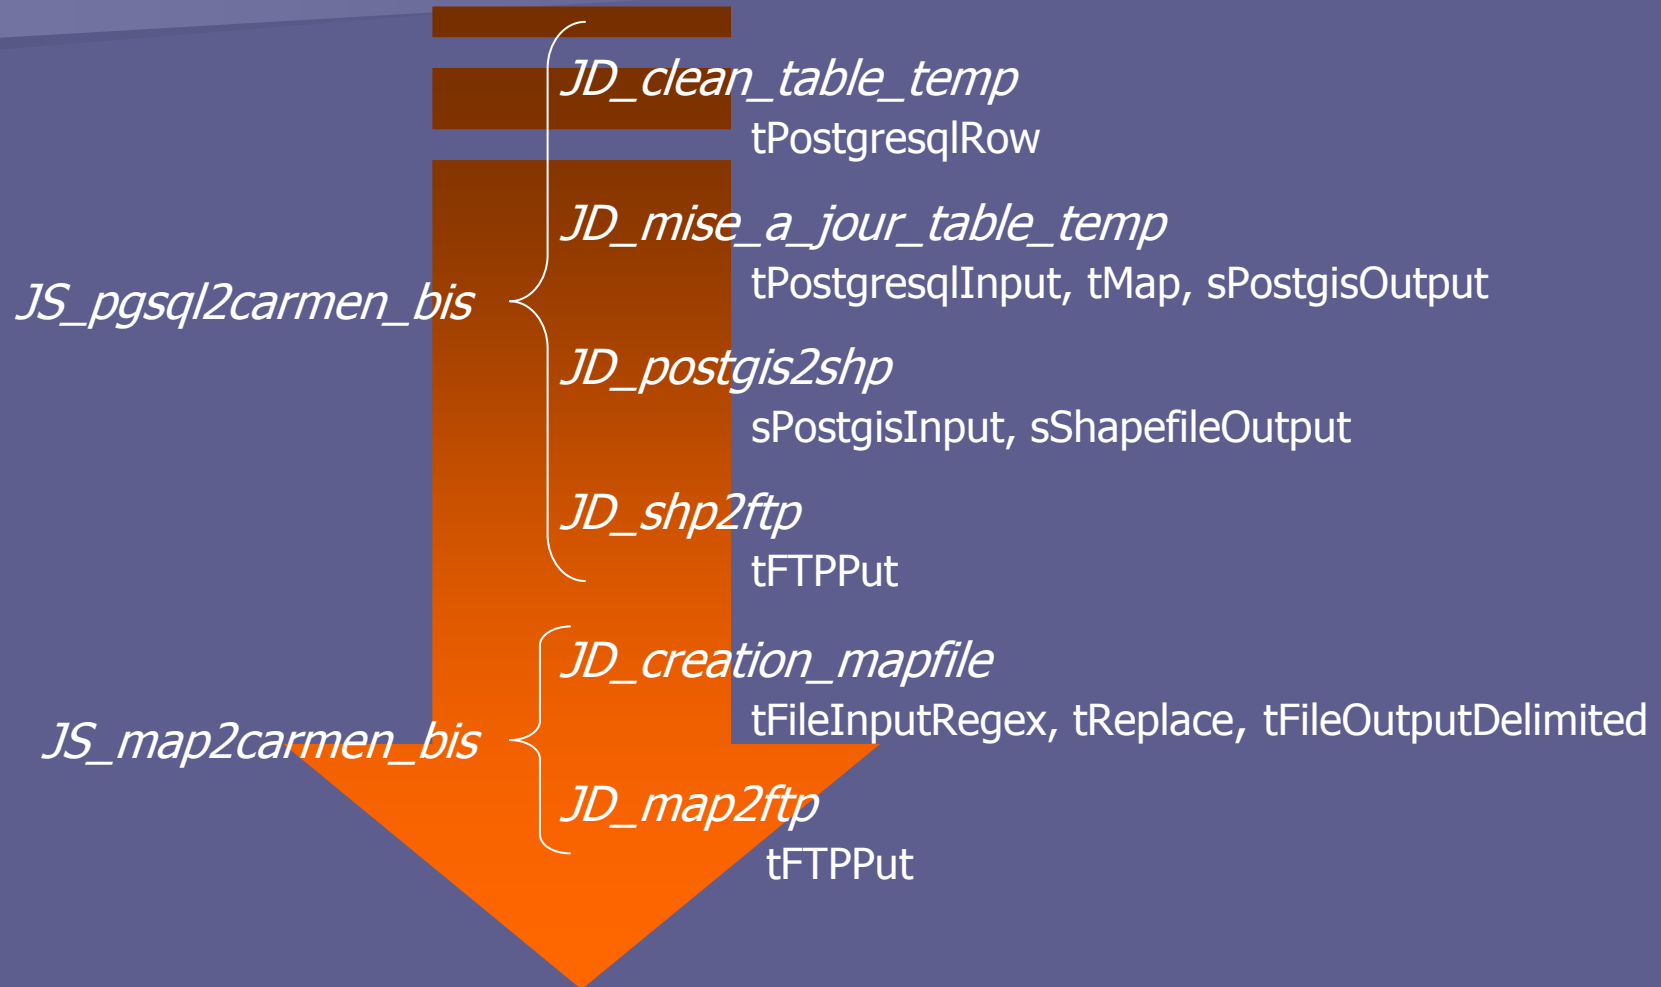 JS_pgsql2carmen_bis
JD_clean_table_temp
tPostgresqlRow
JD_mise_a_jour_table_temp
tPostgresqlInput, tMap, sPostgisOutput
JD_postgis2shp
sPostgisInput, sShapefileOutput
JD_shp2ftp
tFTPPut
JS_map2carmen_bis
JD_creation_mapfile
tFileInputRegex, tReplace, tFileOutputDelimited
JD_map2ftp
tFTPPut